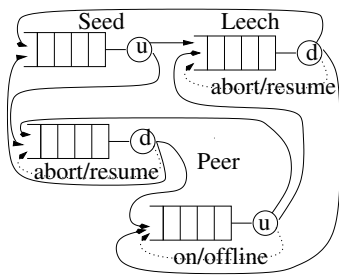 Seed Leech
u d
abort/resume
d
abort/resume Peer
u
on/offline